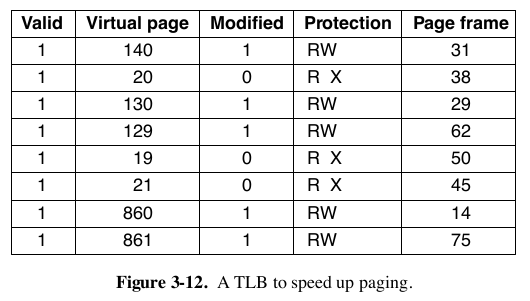 Valid Virtual page Modified Protection Page frame
1 140 1 RW 31
1 20 0 R X 38
1 130 1 RW 29
1 129 1 RW 62
1 19 0 R X 50
1 21 0 R X 45
1 860 1 RW 14
1 861 1 RW 75
Figure 3-12. A TLB to speed up paging.